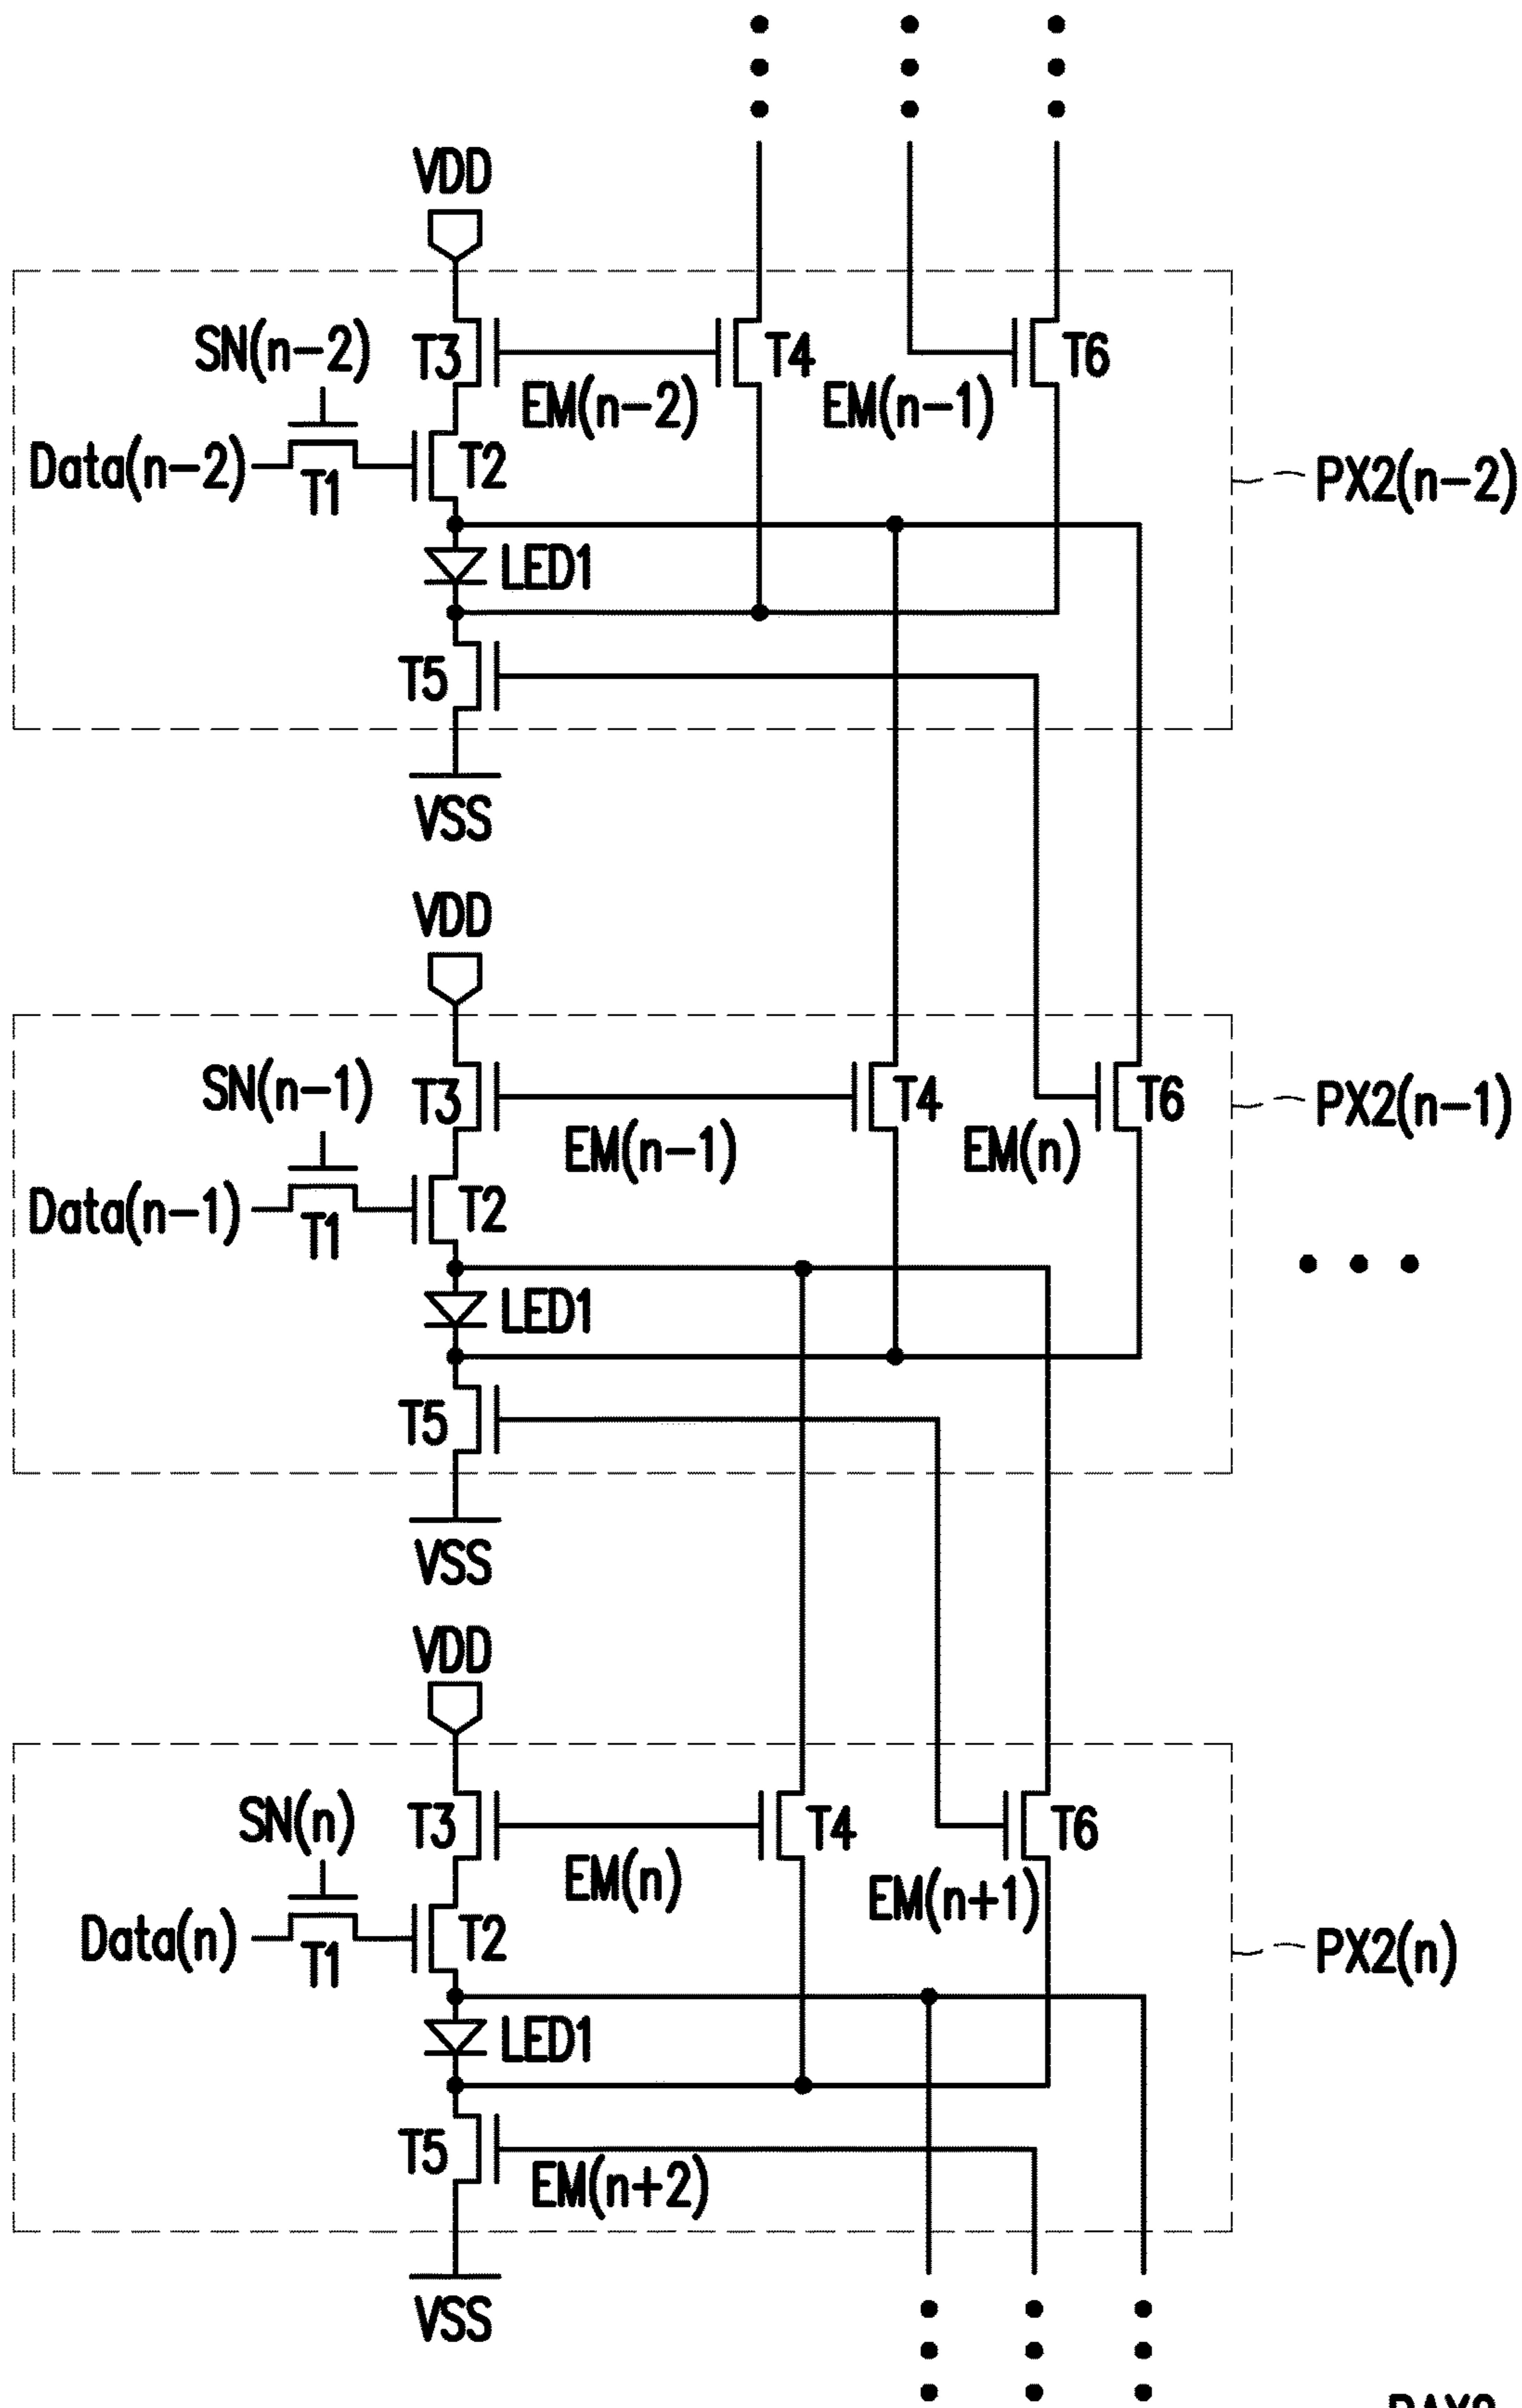 VDD
SN(n-2)
T3
T4
T6
EM(n-2)
EM(n-1)
Data(n-2)
T1
T2
PX2(n-2)
LED1
T5
VSS
VDD
SN(n-1)
T3
T4
T6
EM(n-1)
EM(n)
PX2(n-1)
Data(n-1)
T1
T2
LED1
T5
VSS
VDD
SN(n)
T3
T4
T6
EM(n)
EM(n+1)
Data(n)
T1
T2
PX2(n)
LED1
T5
EM(n+2)
VSS